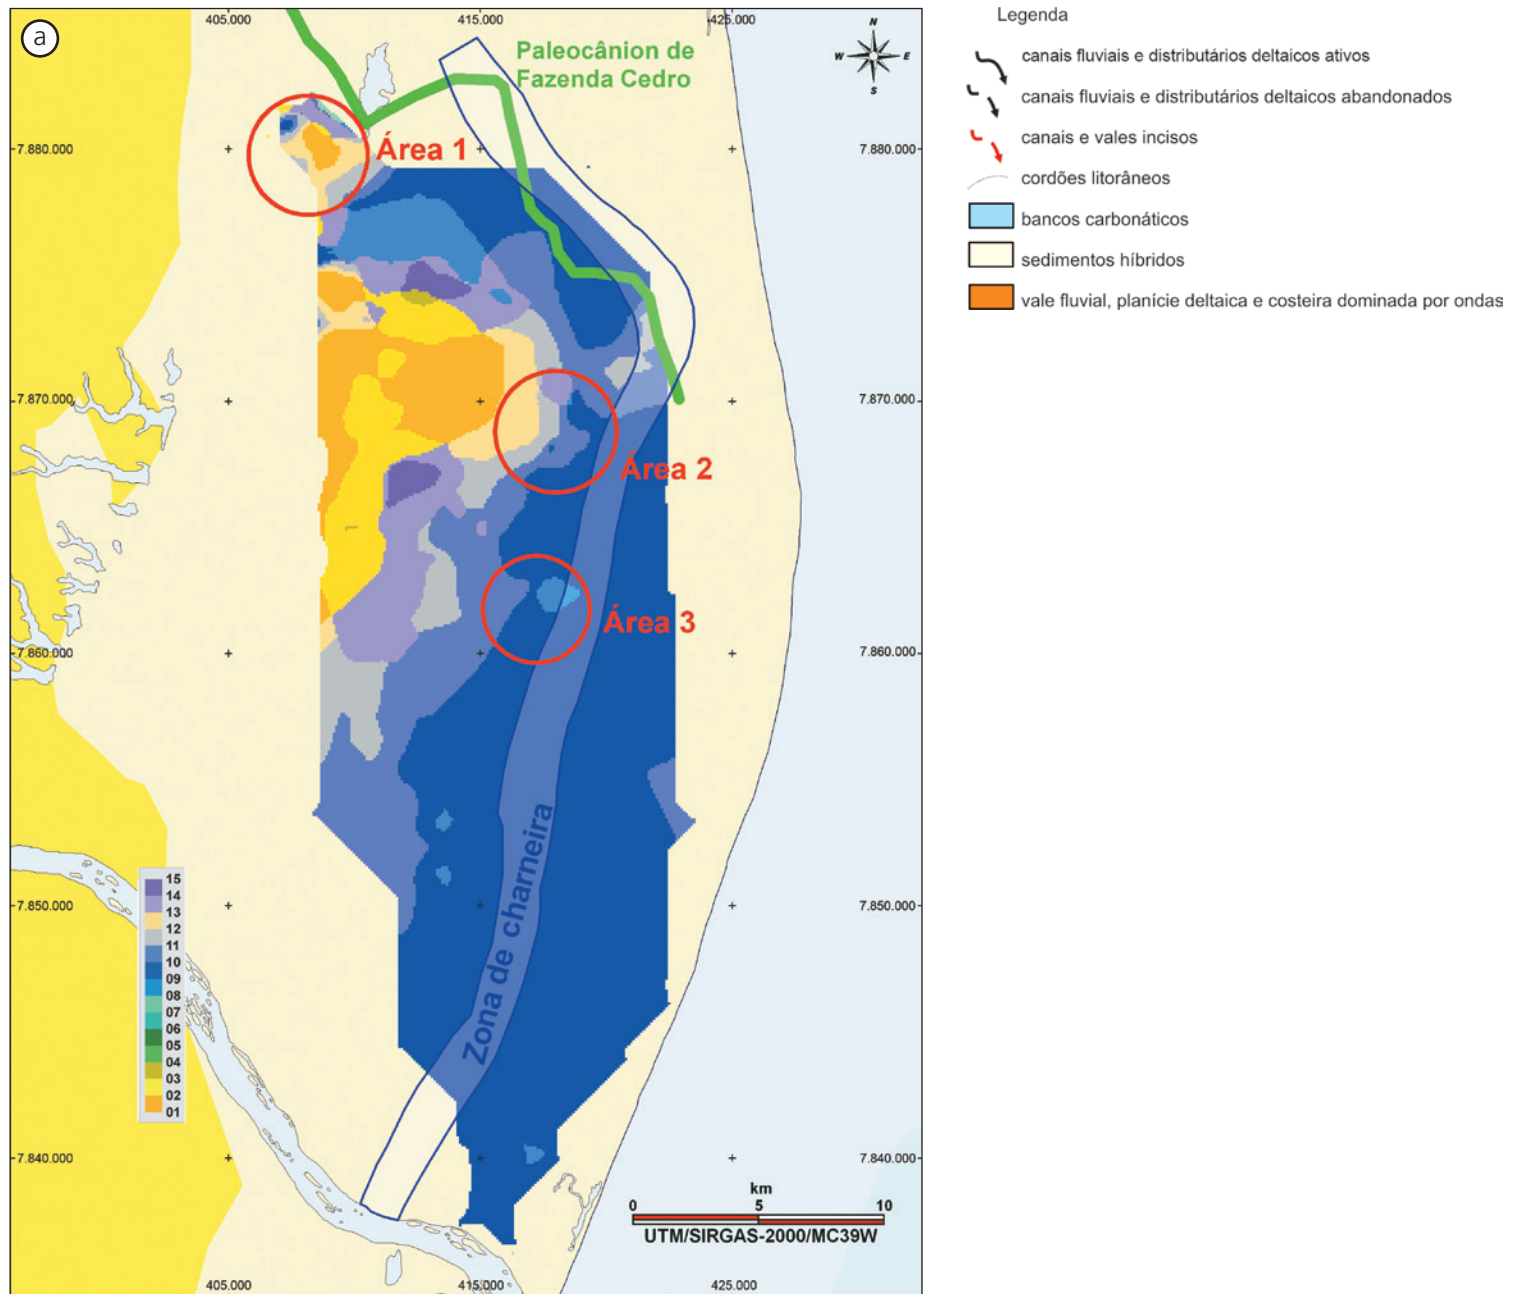 a
405.000
415.000
425.000
Paleocânion de
Fazenda Cedro
N
W
E
S
7.880.000
Área 1
7.880.000
7.870.000
7.870.000
Área 2
Área 3
7.860.000
7.860.000
Zona de charneira
7.850.000
7.850.000
15
14
13
12
11
10
09
08
07
06
05
04
03
02
01
7.840.000
7.840.000
km
0
5
10
UTM/SIRGAS-2000/MC39W
405.000
415.000
425.000
Legenda
canais fluviais e distributários deltaicos ativos
canais fluviais e distributários deltaicos abandonados
canais e vales incisos
cordões litorâneos
bancos carbonáticos
sedimentos híbridos
vale fluvial, planície deltaica e costeira dominada por ondas